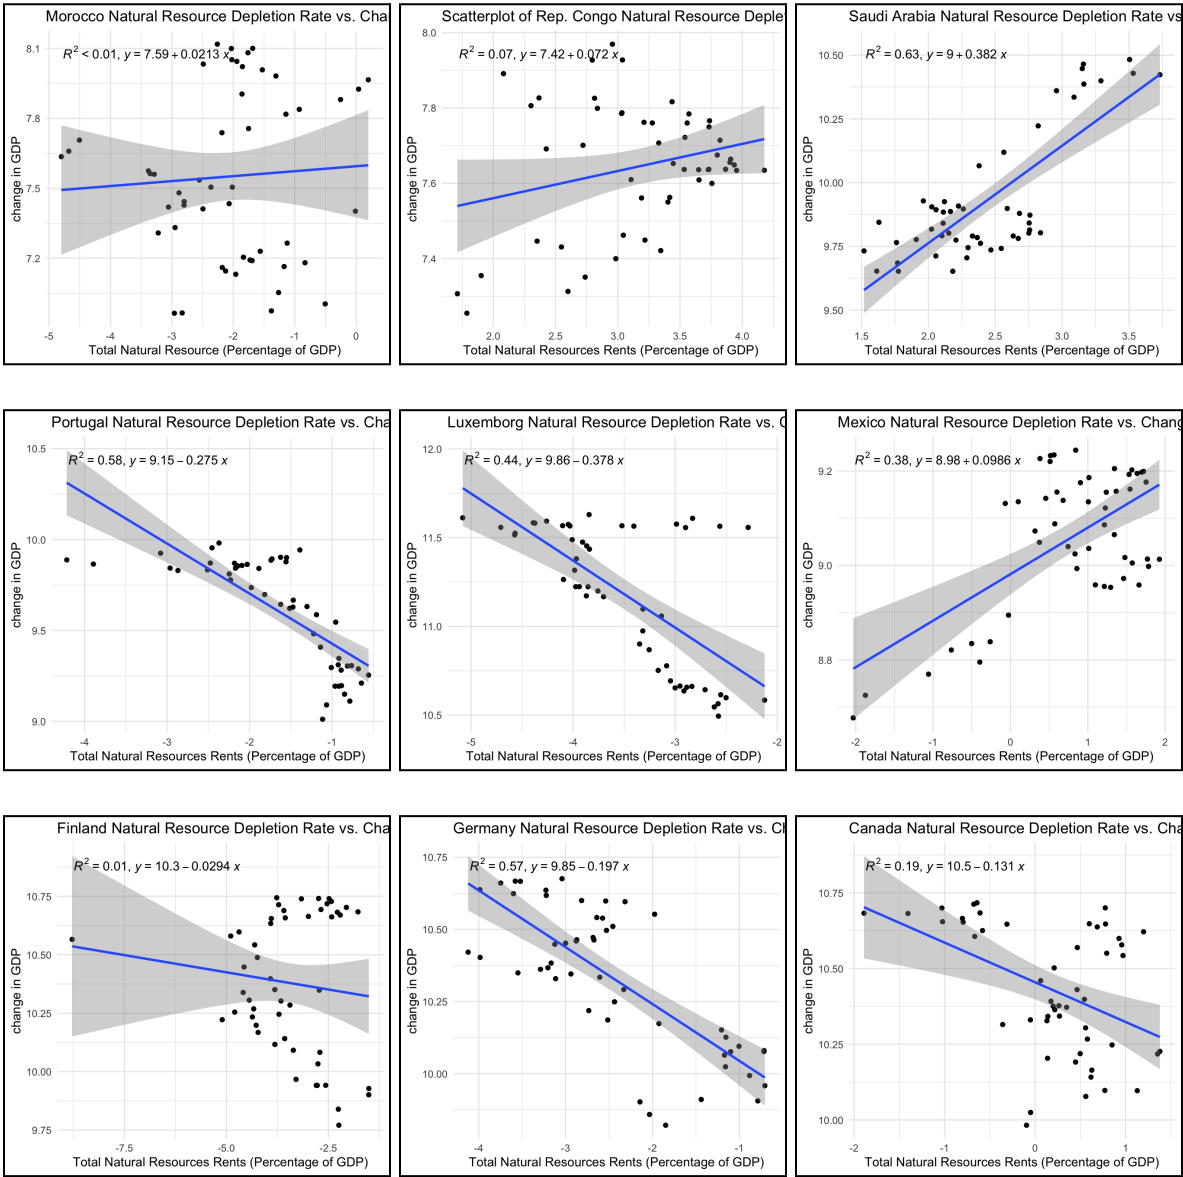 Morocco Natural Resource Depletion Rate vs. Cha
R² < 0.01, y = 7.59 + 0.0213 x
change in GDP
8.1
7.8
7.5
7.2
-5 -4 -3 -2 -1 0
Total Natural Resource (Percentage of GDP)
Scatterplot of Rep. Congo Natural Resource Deple
R² = 0.07, y = 7.42 + 0.072 x
change in GDP
8.0
7.8
7.6
7.4
2.0 2.5 3.0 3.5 4.0
Total Natural Resources Rents (Percentage of GDP)
Saudi Arabia Natural Resource Depletion Rate vs
R² = 0.63, y = 9 + 0.382 x
change in GDP
10.50
10.25
10.00
9.75
9.50
1.5 2.0 2.5 3.0 3.5
Total Natural Resources Rents (Percentage of GDP)
Portugal Natural Resource Depletion Rate vs. Cha
R² = 0.58, y = 9.15 − 0.275 x
change in GDP
10.5
10.0
9.5
9.0
-4 -3 -2 -1
Total Natural Resources Rents (Percentage of GDP)
Luxemborg Natural Resource Depletion Rate vs. C
R² = 0.44, y = 9.86 − 0.378 x
change in GDP
12.0
11.5
11.0
10.5
-5 -4 -3 -2
Total Natural Resources Rents (Percentage of GDP)
Mexico Natural Resource Depletion Rate vs. Chang
R² = 0.38, y = 8.98 + 0.0986 x
change in GDP
9.2
9.0
8.8
-2 -1 0 1 2
Total Natural Resources Rents (Percentage of GDP)
Finland Natural Resource Depletion Rate vs. Cha
R² = 0.01, y = 10.3 − 0.0294 x
change in GDP
10.75
10.50
10.25
10.00
9.75
-7.5 -5.0 -2.5
Total Natural Resources Rents (Percentage of GDP)
Germany Natural Resource Depletion Rate vs. Ch
R² = 0.57, y = 9.85 − 0.197 x
change in GDP
10.75
10.50
10.25
10.00
-4 -3 -2 -1
Total Natural Resources Rents (Percentage of GDP)
Canada Natural Resource Depletion Rate vs. Cha
R² = 0.19, y = 10.5 − 0.131 x
change in GDP
10.75
10.50
10.25
10.00
-2 -1 0 1
Total Natural Resources Rents (Percentage of GDP)